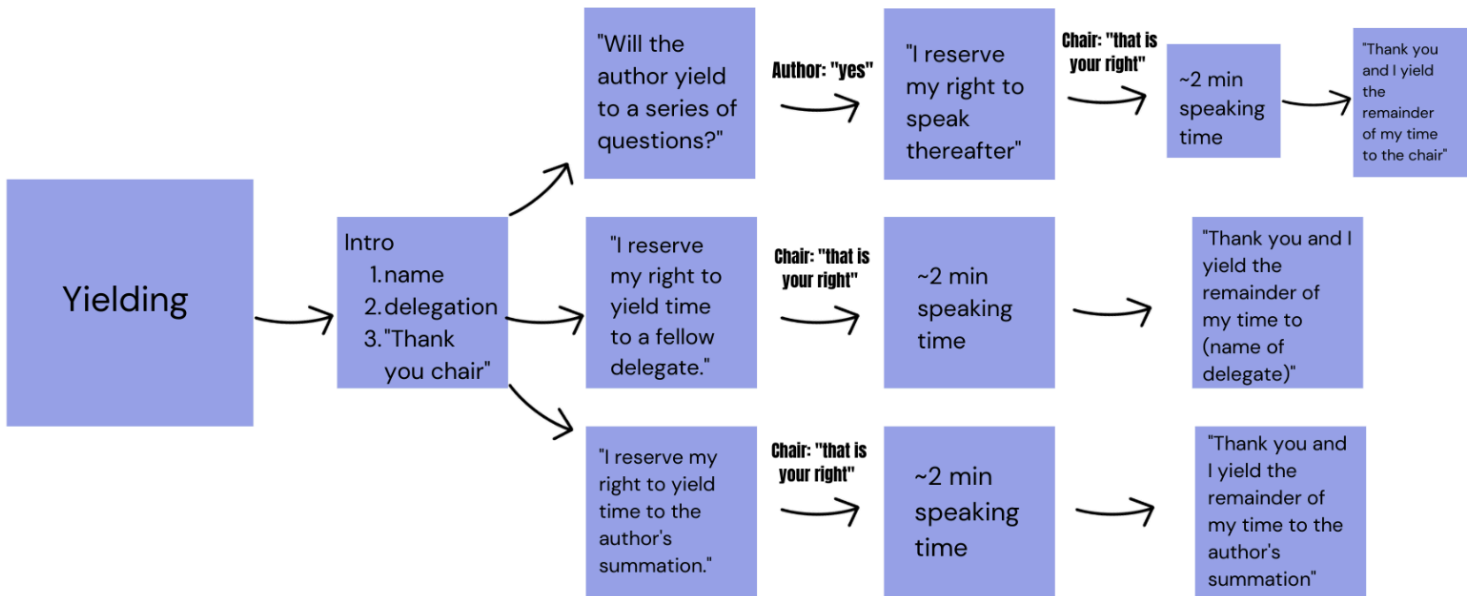 Yielding
Intro
1. name
2. delegation
3. "Thank
you chair"
"Will the
author yield
to a series of
questions?"
Author: "yes"
"I reserve
my right to
speak
thereafter"
Chair: "that is
your right"
~2 min
speaking
time
"Thank you
and I yield
the
remainder
of my time
to the chair"
"I reserve
my right to
yield time
to a fellow
delegate."
Chair: "that is
your right"
~2 min
speaking
time
"Thank you and I
yield the
remainder of
my time to
(name of
delegate)"
"I reserve my
right to yield
time to the
author's
summation."
Chair: "that is
your right"
~2 min
speaking
time
"Thank you and
I yield the
remainder of
my time to the
author's
summation"